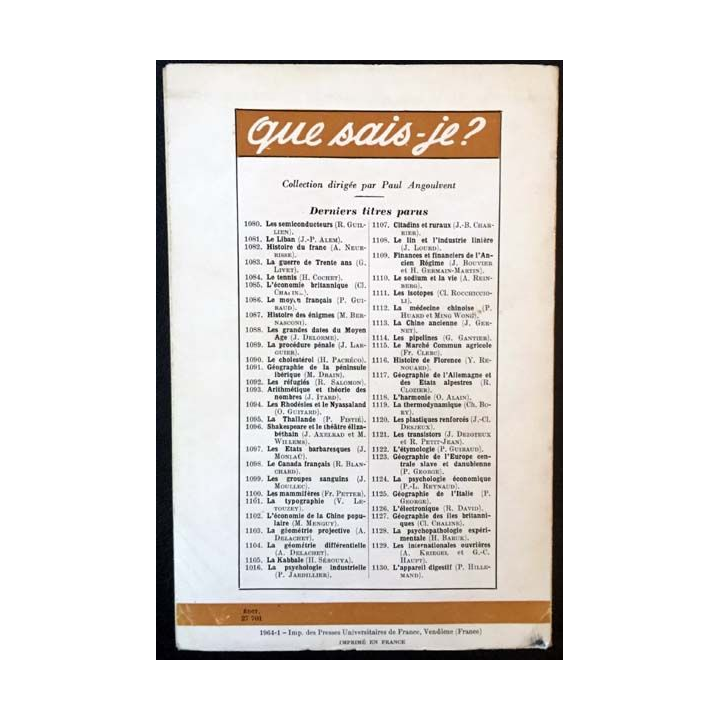 que sais-je?
Collection dirigée par Paul Angoulvent
Derniers titres parus
1080. Les semiconducteurs (R. GUIL-
LIEN).
1081. Le Liban (J.-P. ALEM).
1082. Histoire du franc (A. NEUR-
RISSE).
1083. La guerre de Trente ans (G.
LIVET).
1084. Le tennis (H. COCHET).
1085. L'économie britannique (Cl.
1086. Le moyen français (P. GUI-
RAUD).
1087. Histoire des énigmes (M. BER-
NASCONI).
1088. Les grandes dates du Moyen
Age (J. DELORME).
1089. La procédure pénale (J. LAR-
GUIER).
1090. Le cholestérol (H. PACHÉCO).
1091. Géographie de la péninsule
ibérique (M. DRAIN).
1092. Les réfugiés (R. SALOMON).
1093. Arithmétique et théorie des
nombres (J. ITARD).
1094. Les Rhodésies et le Nyassaland
(O. GUITARD).
1095. La Thaïlande (P. FISTIÉ).
1096. Shakespeare et le théâtre éliza-
béthain (J. AXELRAD et M.
WILLEMS).
1097. Les Etats barbaresques (J.
MONLAÜ).
1098. Le Canada français (R. BLAN-
CHARD).
1099. Les groupes sanguins (J.
MOULLEC).
1100. Les mammifères (Fr. PETTER).
1101. La typographie (V. LE-
TOUZEY).
1102. L'économie de la Chine popu-
laire (M. MENGUY).
1103. La géométrie projective (A.
DELACHET).
1104. La géométrie différentielle
(A. DELACHET).
1105. La Kabbale (H. SÉROUYA).
1016. La psychologie industrielle
(P. JARDILLIER).
1107. Citadins et ruraux (J.-B. CHAR-
RIER).
1108. Le lin et l'industrie linière
(J. LOURD).
1109. Finances et financiers de l'An-
cien Régime (J. BOUVIER
et H. GERMAIN-MARTIN).
1110. Le sodium et la vie (A. REIN-
BERG).
1111. Les isotopes (Cl. ROCCHICCIO-
LI).
1112. La médecine chinoise (P.
HUARD et MING WONG).
1113. La Chine ancienne (J. GER-
NET).
1114. Les pipelines (G. GANTIER).
1115. Le Marché Commun agricole
(Fr. CLERC).
1116. Histoire de Florence (Y. RE-
NOUARD).
1117. Géographie de l'Allemagne et
des Etats alpestres (R.
CLOZIER).
1118. L'harmonie (O. ALAIN).
1119. La thermodynamique (Ch. BO-
RY).
1120. Les plastiques renforcés (J.-Cl.
DESJEUX).
1121. Les transistors (J. DEZOTEUX
et R. PETIT-JEAN).
1122. L'étymologie (P. GUIRAUD).
1123. Géographie de l'Europe cen-
trale slave et danubienne
(P. GEORGE).
1124. La psychologie économique
(P.-L. REYNAUD).
1125. Géographie de l'Italie (P.
GEORGE).
1126. L'électronique (R. DAVID).
1127. Géographie des îles britanni-
ques (Cl. CHALINE).
1128. La psychopathologie expéri-
mentale (H. BARUK).
1129. Les internationales ouvrières
(A. KRIEGEL et G.-C.
HAUPT).
1130. L'appareil digestif (P. HILLE-
MAND).
27 701
1964-1 – Imp. des Presses Universitaires de France, Vendôme (France)
IMPRIMÉ EN FRANCE